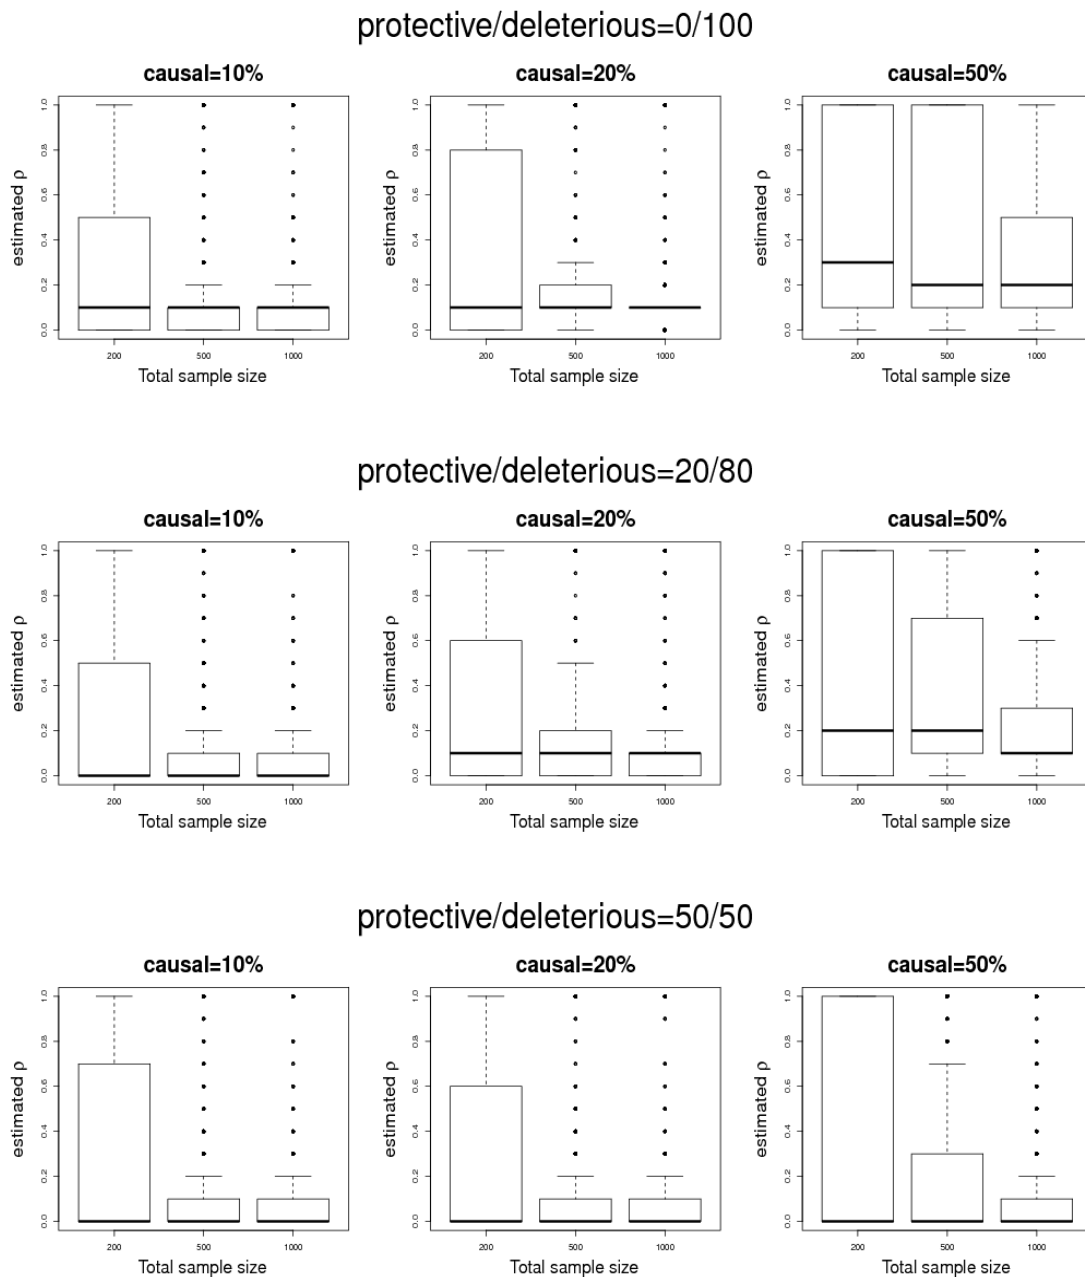 protective/deleterious=0/100
causal=10% causal=20% causal=50%
estimated ρ estimated ρ estimated ρ
1.0 1.0 1.0
0.8 0.8 0.8
0.6 0.6 0.6
0.4 0.4 0.4
0.2 0.2 0.2
0.0 0.0 0.0
200 500 1000 200 500 1000 200 500 1000
Total sample size Total sample size Total sample size
protective/deleterious=20/80
causal=10% causal=20% causal=50%
estimated ρ estimated ρ estimated ρ
1.0 1.0 1.0
0.8 0.8 0.8
0.6 0.6 0.6
0.4 0.4 0.4
0.2 0.2 0.2
0.0 0.0 0.0
200 500 1000 200 500 1000 200 500 1000
Total sample size Total sample size Total sample size
protective/deleterious=50/50
causal=10% causal=20% causal=50%
estimated ρ estimated ρ estimated ρ
1.0 1.0 1.0
0.8 0.8 0.8
0.6 0.6 0.6
0.4 0.4 0.4
0.2 0.2 0.2
0.0 0.0 0.0
200 500 1000 200 500 1000 200 500 1000
Total sample size Total sample size Total sample size